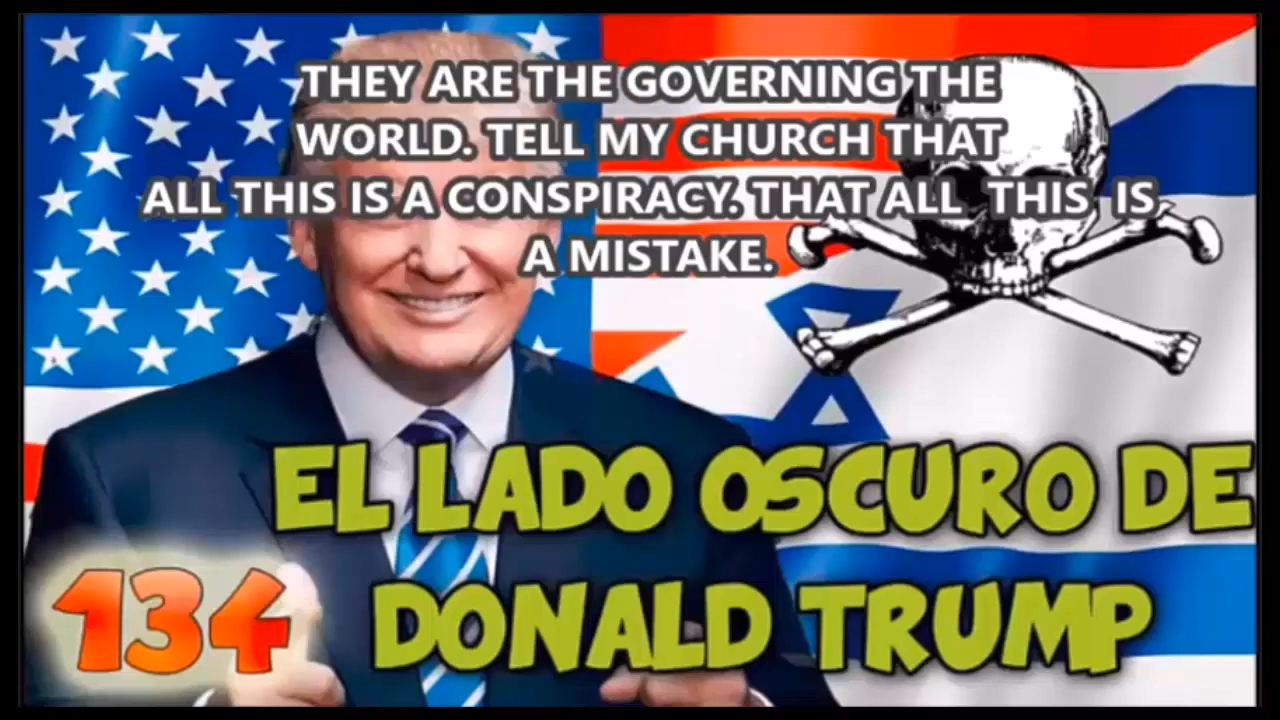 THEY ARE THE GOVERNING THE
WORLD. TELL MY CHURCH THAT
ALL THIS IS A CONSPIRACY. THAT ALL THIS IS
A MISTAKE.
EL LADO OSCURO DE
134
DONALD TRUMP